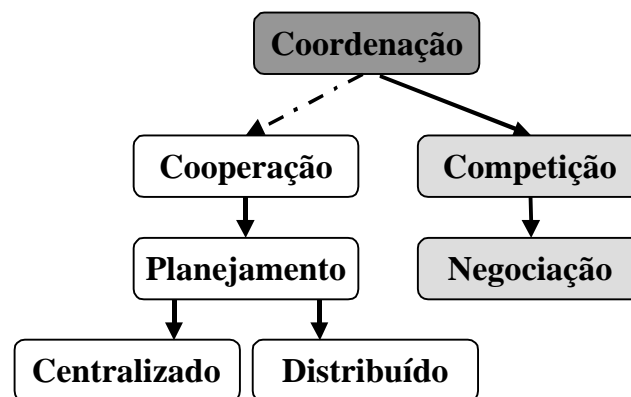 Coordenação
Cooperação
Competição
Planejamento
Negociação
Centralizado
Distribuído